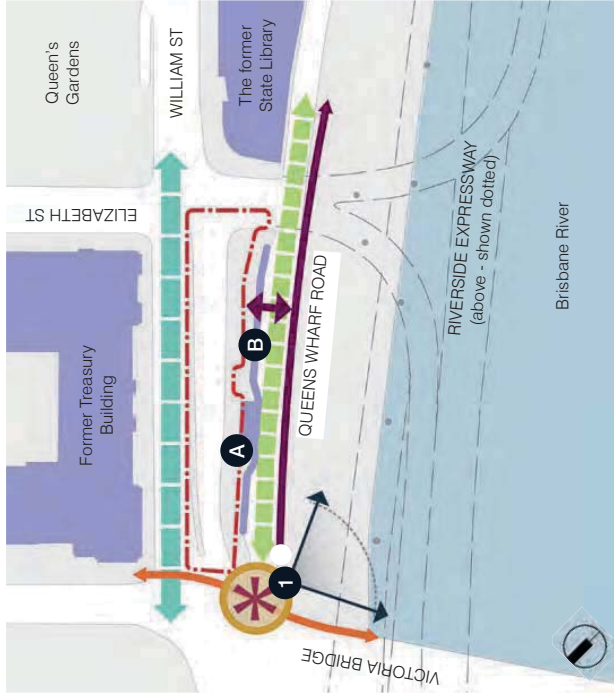 Queen's
Gardens
WILLIAM ST
The former
State Library
ELIZABETH ST
Former Treasury
Building
A
B
QUEENS WHARF ROAD
RIVERSIDE EXPRESSWAY
(above - shown dotted)
Brisbane River
1
VICTORIA BRIDGE